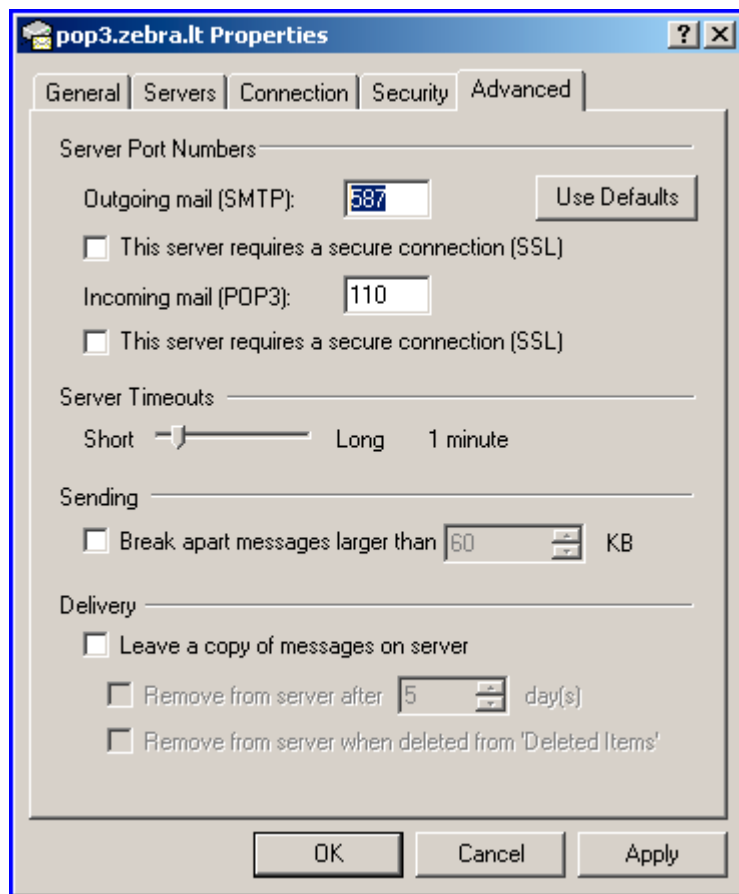 pop3.zebra.lt Properties
General Servers Connection Security Advanced
Server Port Numbers
Outgoing mail (SMTP): 587 Use Defaults
This server requires a secure connection (SSL)
Incoming mail (POP3): 110
This server requires a secure connection (SSL)
Server Timeouts
Short Long 1 minute
Sending
Break apart messages larger than 60 KB
Delivery
Leave a copy of messages on server
Remove from server after 5 day(s)
Remove from server when deleted from 'Deleted Items'
OK Cancel Apply